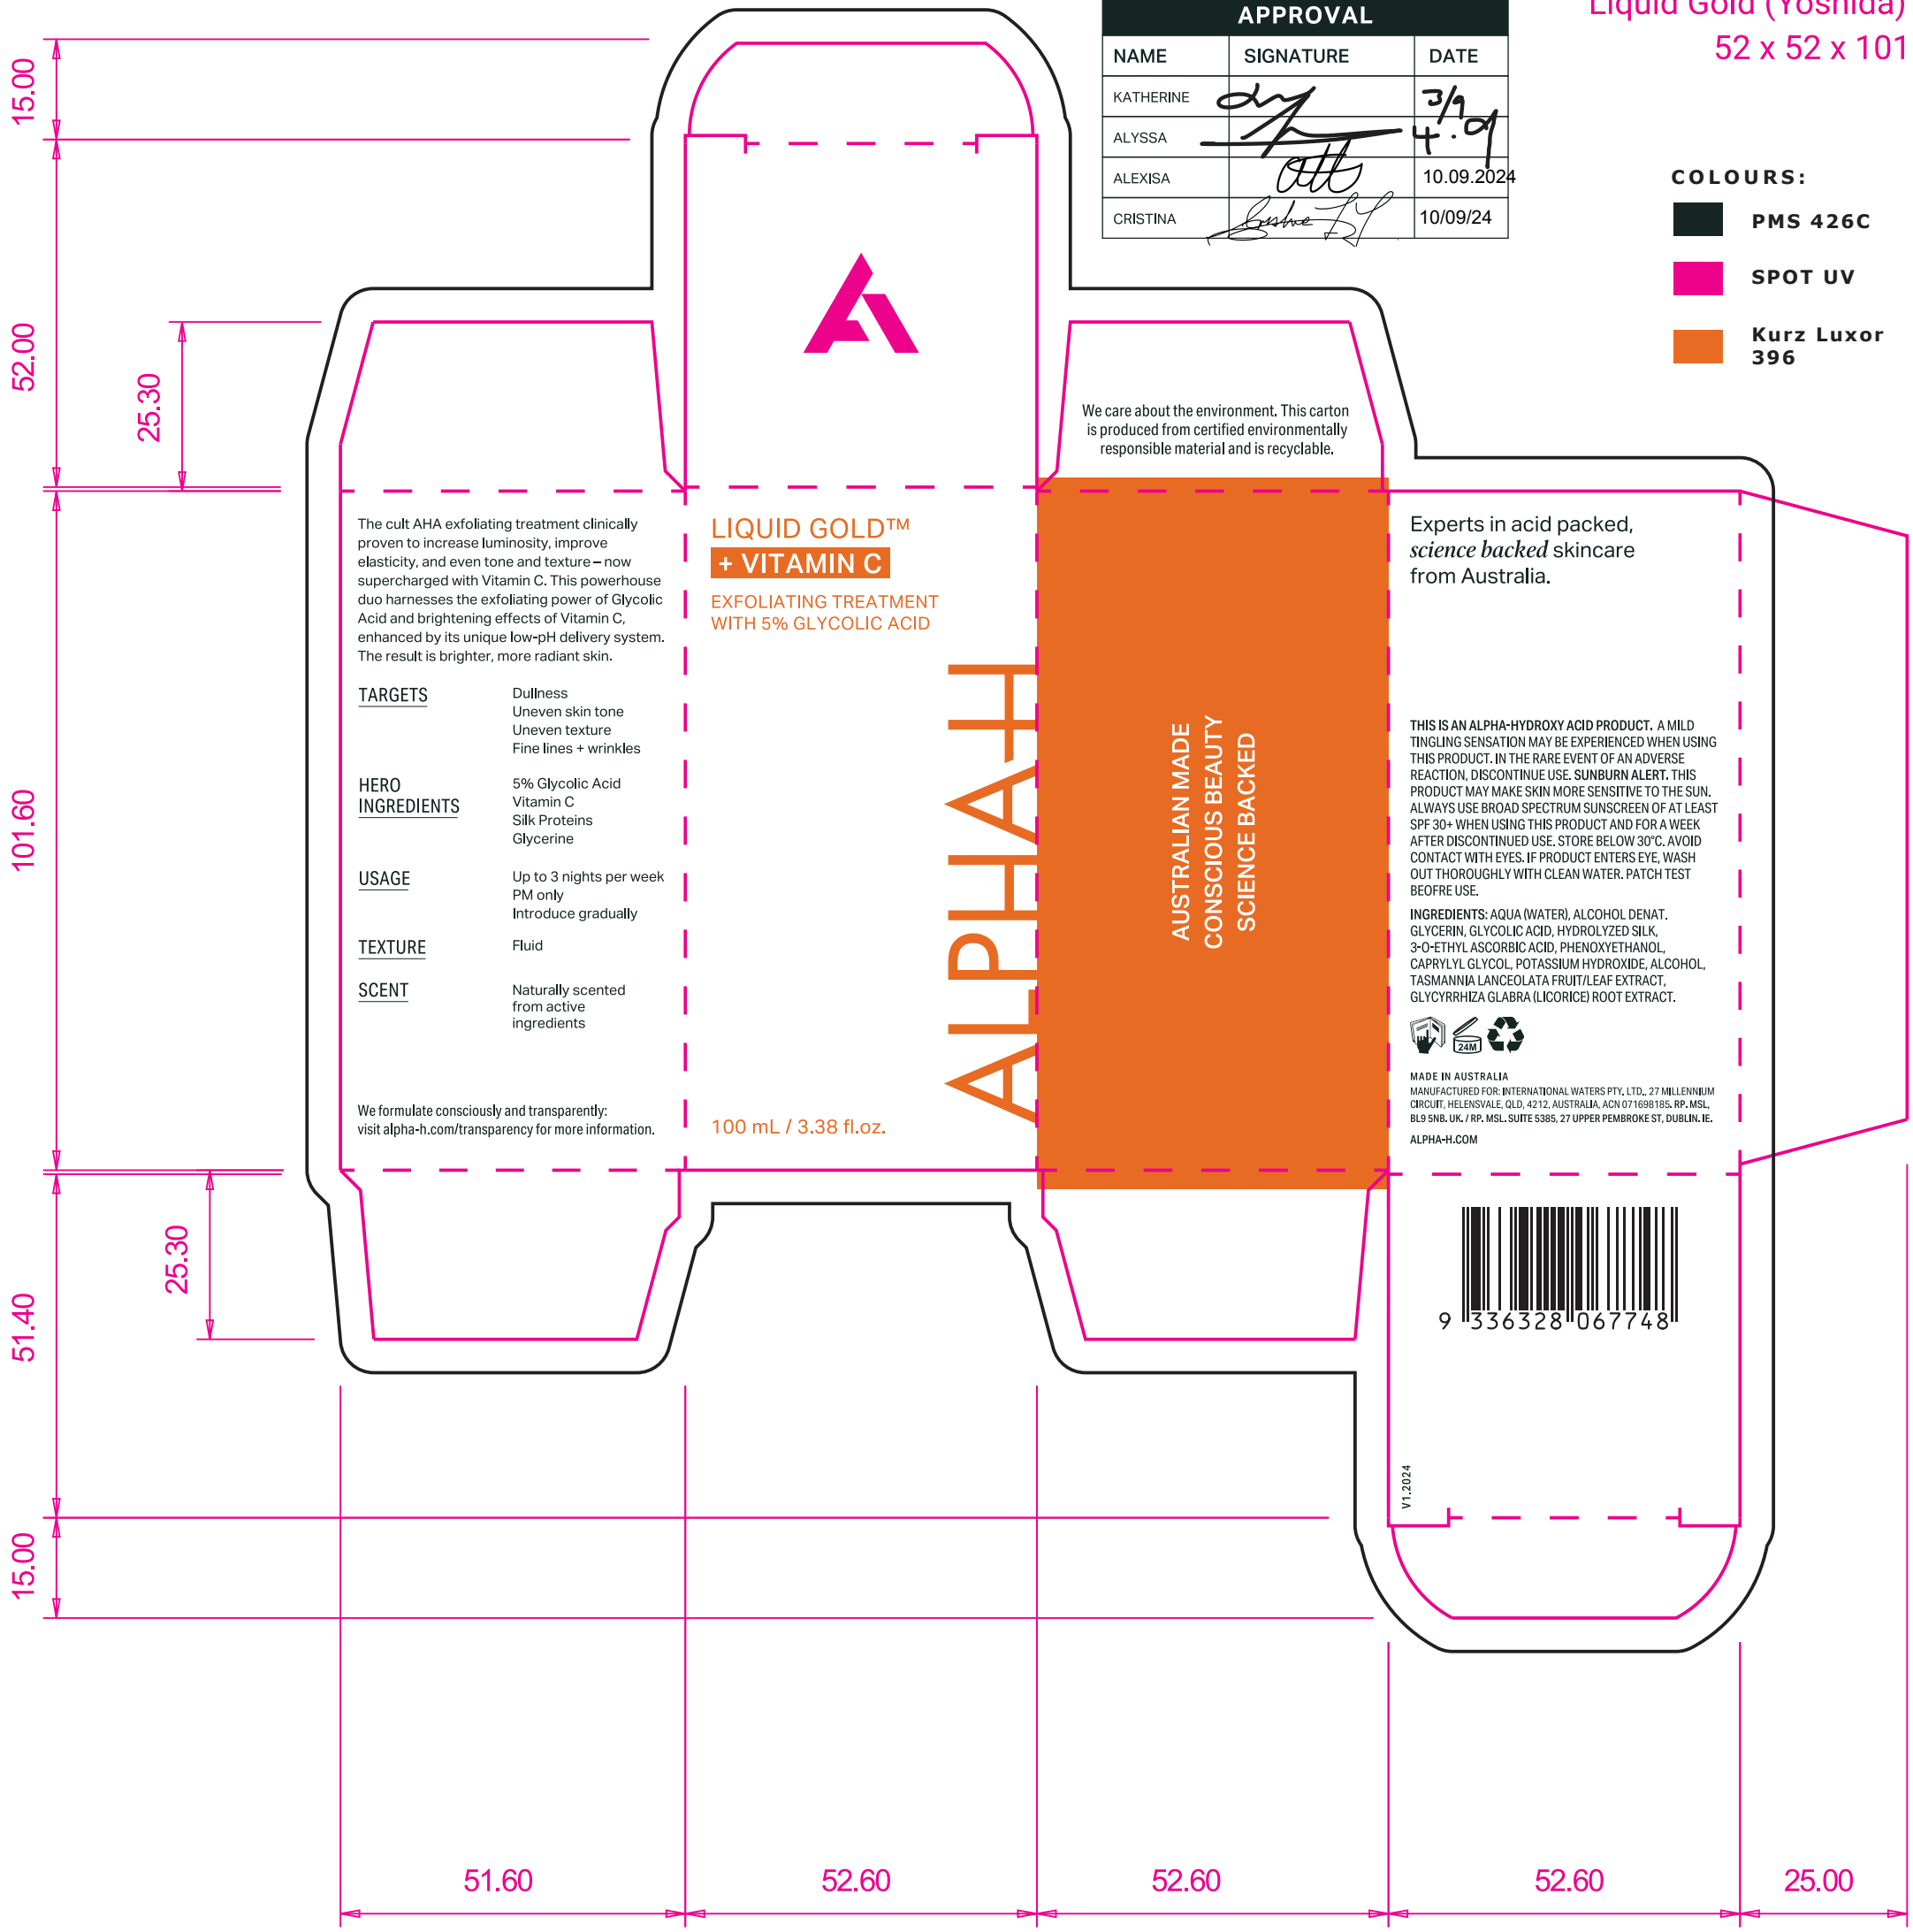 Liquid Gold (Yoshida)
52 x 52 x 101
APPROVAL
NAME SIGNATURE DATE
KATHERINE 3/9
ALYSSA 4.9
ALEXISA 10.09.2024
CRISTINA 10/09/24
COLOURS:
PMS 426C
SPOT UV
Kurz Luxor
396
15.00
52.00
25.30
101.60
25.30
51.40
15.00
We care about the environment. This carton
is produced from certified environmentally
responsible material and is recyclable.
The cult AHA exfoliating treatment clinically
proven to increase luminosity, improve
elasticity, and even tone and texture – now
supercharged with Vitamin C. This powerhouse
duo harnesses the exfoliating power of Glycolic
Acid and brightening effects of Vitamin C,
enhanced by its unique low-pH delivery system.
The result is brighter, more radiant skin.
TARGETS Dullness
Uneven skin tone
Uneven texture
Fine lines + wrinkles
HERO 5% Glycolic Acid
INGREDIENTS Vitamin C
Silk Proteins
Glycerine
USAGE Up to 3 nights per week
PM only
Introduce gradually
TEXTURE Fluid
SCENT Naturally scented
from active
ingredients
We formulate consciously and transparently:
visit alpha-h.com/transparency for more information.
LIQUID GOLD™
+ VITAMIN C
EXFOLIATING TREATMENT
WITH 5% GLYCOLIC ACID
ALPHA-H
100 mL / 3.38 fl.oz.
AUSTRALIAN MADE
CONSCIOUS BEAUTY
SCIENCE BACKED
Experts in acid packed,
science backed skincare
from Australia.
THIS IS AN ALPHA-HYDROXY ACID PRODUCT. A MILD
TINGLING SENSATION MAY BE EXPERIENCED WHEN USING
THIS PRODUCT. IN THE RARE EVENT OF AN ADVERSE
REACTION, DISCONTINUE USE. SUNBURN ALERT. THIS
PRODUCT MAY MAKE SKIN MORE SENSITIVE TO THE SUN.
ALWAYS USE BROAD SPECTRUM SUNSCREEN OF AT LEAST
SPF 30+ WHEN USING THIS PRODUCT AND FOR A WEEK
AFTER DISCONTINUED USE. STORE BELOW 30°C. AVOID
CONTACT WITH EYES. IF PRODUCT ENTERS EYE, WASH
OUT THOROUGHLY WITH CLEAN WATER. PATCH TEST
BEOFRE USE.
INGREDIENTS: AQUA (WATER), ALCOHOL DENAT.
GLYCERIN, GLYCOLIC ACID, HYDROLYZED SILK,
3-O-ETHYL ASCORBIC ACID, PHENOXYETHANOL,
CAPRYLYL GLYCOL, POTASSIUM HYDROXIDE, ALCOHOL,
TASMANNIA LANCEOLATA FRUIT/LEAF EXTRACT,
GLYCYRRHIZA GLABRA (LICORICE) ROOT EXTRACT.
24M
MADE IN AUSTRALIA
MANUFACTURED FOR: INTERNATIONAL WATERS PTY. LTD., 27 MILLENNIUM
CIRCUIT, HELENSVALE, QLD, 4212, AUSTRALIA, ACN 071698185. RP. MSL,
BL9 5NB. UK. / RP. MSL. SUITE 5385, 27 UPPER PEMBROKE ST, DUBLIN. IE.
ALPHA-H.COM
9 336328 067748
V1.2024
51.60 52.60 52.60 52.60 25.00